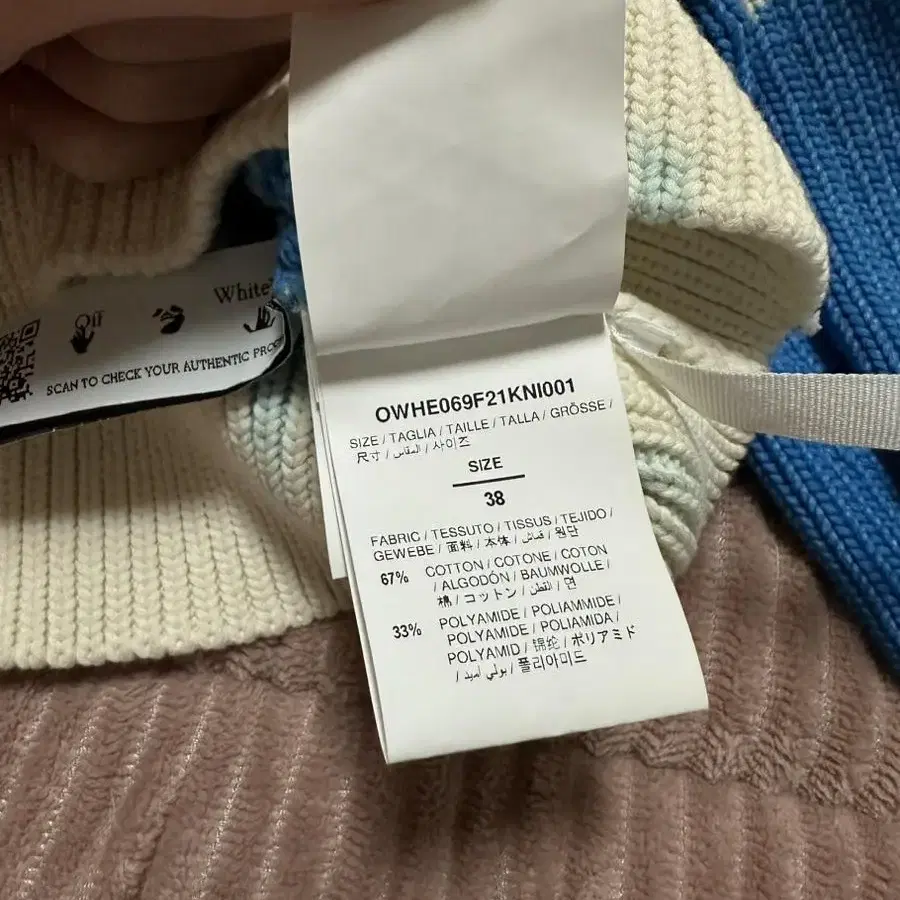 Off
White
SCAN TO CHECK YOUR AUTHENTIC
OWHE069F21KNI001
SIZE / TAGLIA / TAILLE / TALLA / GRÖSSE /
尺寸 / المقاس / 사이즈
SIZE
38
FABRIC / TESSUTO / TISSUS / TEJIDO /
GEWEBE / 面料 / 本体 / قماش / 원단
67% COTTON / COTONE / COTON
/ ALGODÓN / BAUMWOLLE /
棉 / コットン / القطن / 면
33% POLYAMIDE / POLIAMMIDE /
POLYAMIDE / POLIAMIDA /
POLYAMID / 锦纶 / ポリアミド
/ بولي أميد / 폴리아미드